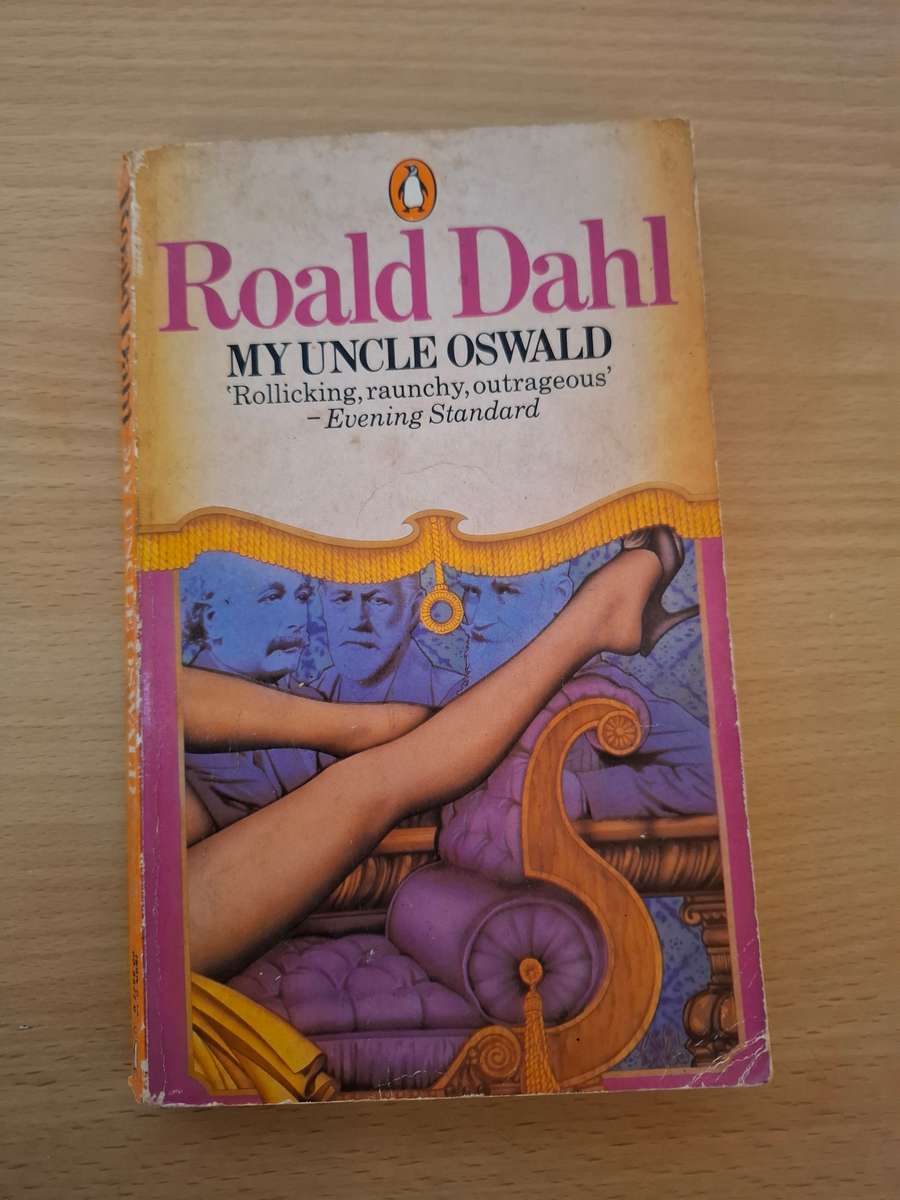 Roald Dahl
MY UNCLE OSWALD
‘Rollicking, raunchy, outrageous’
– Evening Standard